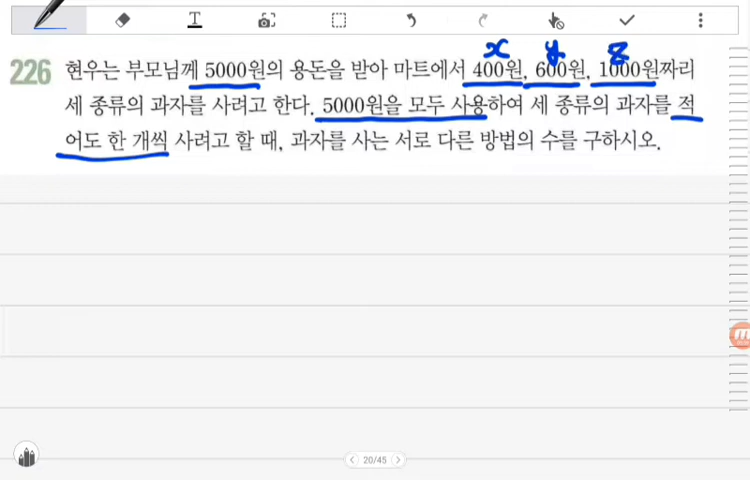 T
x y z
226 현우는 부모님께 5000원의 용돈을 받아 마트에서 400원, 600원, 1000원짜리
세 종류의 과자를 사려고 한다. 5000원을 모두 사용하여 세 종류의 과자를 적
어도 한 개씩 사려고 할 때, 과자를 사는 서로 다른 방법의 수를 구하시오.
20/45